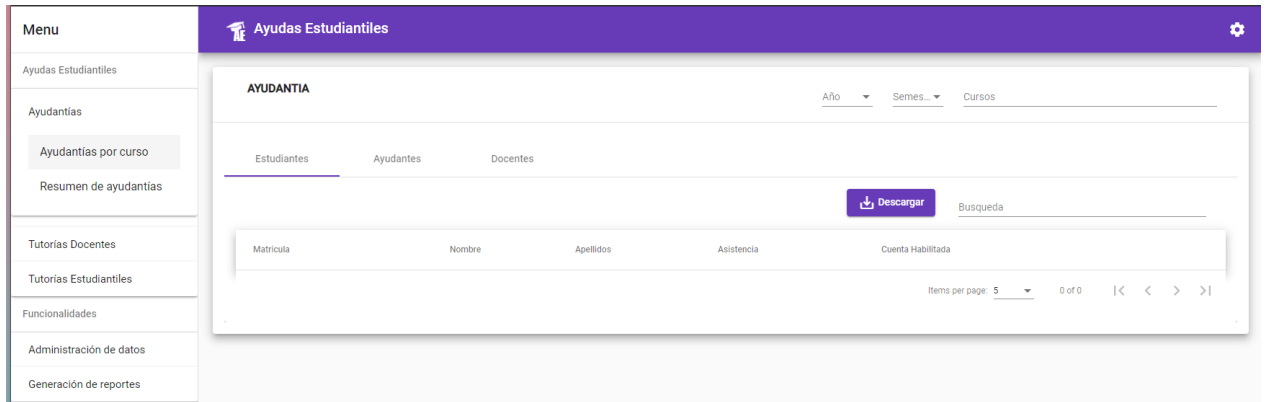 Menu
Ayudas Estudiantiles
Ayudantías
Ayudantías por curso
Resumen de ayudantías
Tutorías Docentes
Tutorías Estudiantiles
Funcionalidades
Administración de datos
Generación de reportes
AE
Ayudas Estudiantiles
AYUDANTIA
Año Semes... Cursos
Estudiantes Ayudantes Docentes
Descargar Busqueda
Matricula Nombre Apellidos Asistencia Cuenta Habilitada
Items per page: 5 0 of 0